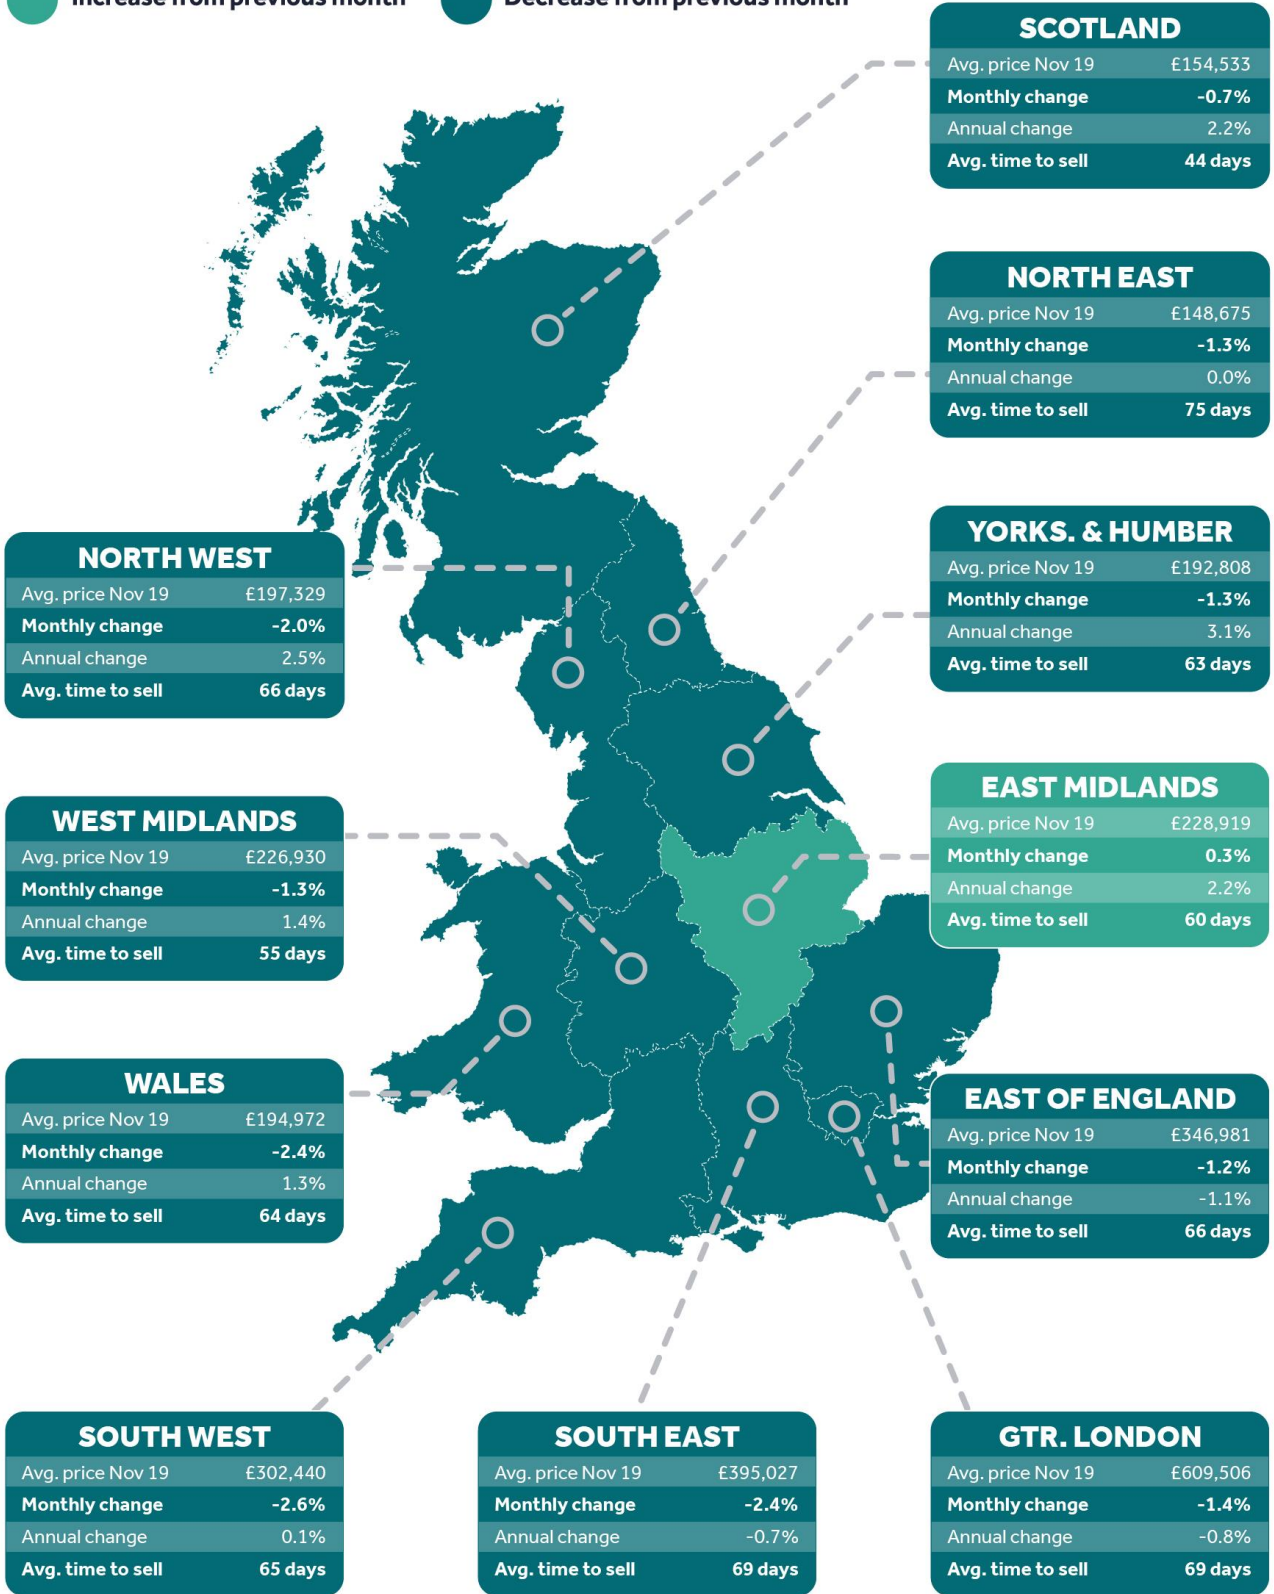 Increase from previous month
Decrease from previous month
SCOTLAND
Avg. price Nov 19 £154,533
Monthly change -0.7%
Annual change 2.2%
Avg. time to sell 44 days
NORTH EAST
Avg. price Nov 19 £148,675
Monthly change -1.3%
Annual change 0.0%
Avg. time to sell 75 days
YORKS. & HUMBER
Avg. price Nov 19 £192,808
Monthly change -1.3%
Annual change 3.1%
Avg. time to sell 63 days
NORTH WEST
Avg. price Nov 19 £197,329
Monthly change -2.0%
Annual change 2.5%
Avg. time to sell 66 days
EAST MIDLANDS
Avg. price Nov 19 £228,919
Monthly change 0.3%
Annual change 2.2%
Avg. time to sell 60 days
WEST MIDLANDS
Avg. price Nov 19 £226,930
Monthly change -1.3%
Annual change 1.4%
Avg. time to sell 55 days
WALES
Avg. price Nov 19 £194,972
Monthly change -2.4%
Annual change 1.3%
Avg. time to sell 64 days
EAST OF ENGLAND
Avg. price Nov 19 £346,981
Monthly change -1.2%
Annual change -1.1%
Avg. time to sell 66 days
SOUTH WEST
Avg. price Nov 19 £302,440
Monthly change -2.6%
Annual change 0.1%
Avg. time to sell 65 days
SOUTH EAST
Avg. price Nov 19 £395,027
Monthly change -2.4%
Annual change -0.7%
Avg. time to sell 69 days
GTR. LONDON
Avg. price Nov 19 £609,506
Monthly change -1.4%
Annual change -0.8%
Avg. time to sell 69 days